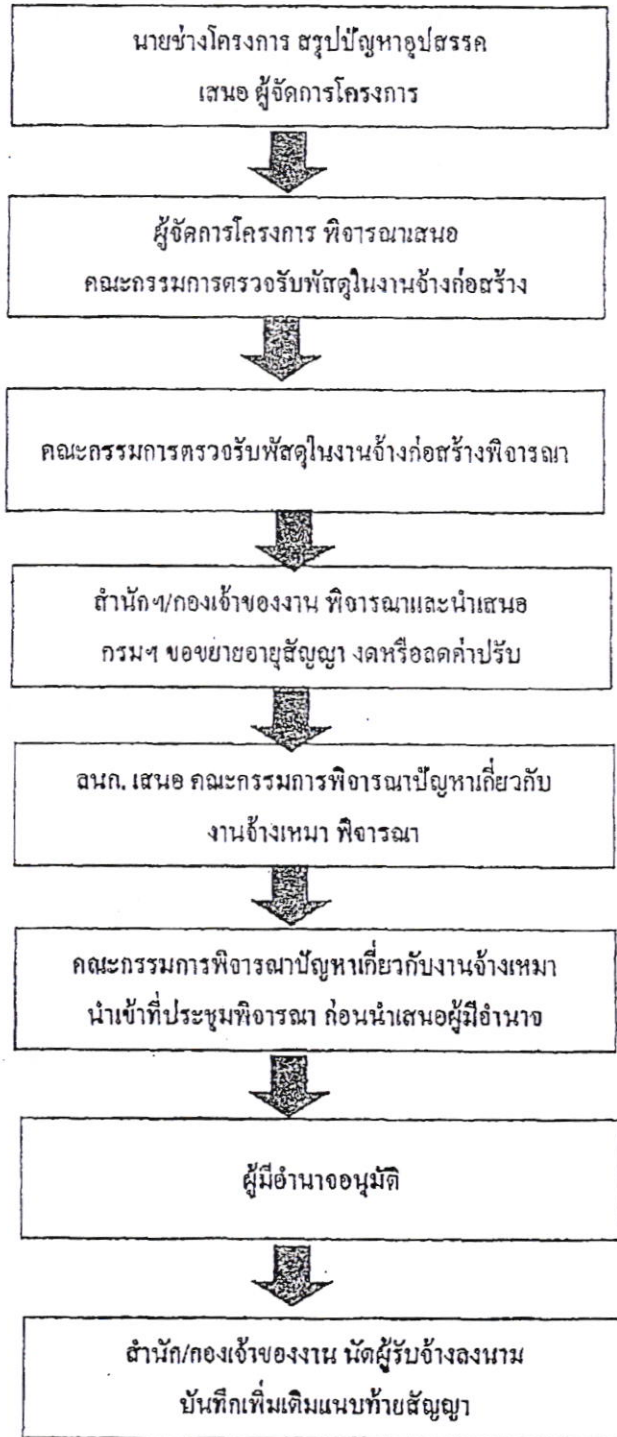 นายช่างโครงการ สรุปปัญหาอุปสรรค
เสนอ ผู้จัดการโครงการ
ผู้จัดการโครงการ พิจารณาเสนอ
คณะกรรมการตรวจรับพัสดุในงานจ้างก่อสร้าง
คณะกรรมการตรวจรับพัสดุในงานจ้างก่อสร้างพิจารณา
สำนักฯ/กองเจ้าของงาน พิจารณาและนำเสนอ
กรมฯ ขอขยายอายุสัญญา งดหรือลดค่าปรับ
ลนก. เสนอ คณะกรรมการพิจารณาปัญหาเกี่ยวกับ
งานจ้างเหมา พิจารณา
คณะกรรมการพิจารณาปัญหาเกี่ยวกับงานจ้างเหมา
นำเข้าที่ประชุมพิจารณา ก่อนนำเสนอผู้มีอำนาจ
ผู้มีอำนาจอนุมัติ
สำนัก/กองเจ้าของงาน นัดผู้รับจ้างลงนาม
บันทึกเพิ่มเติมแนบท้ายสัญญา